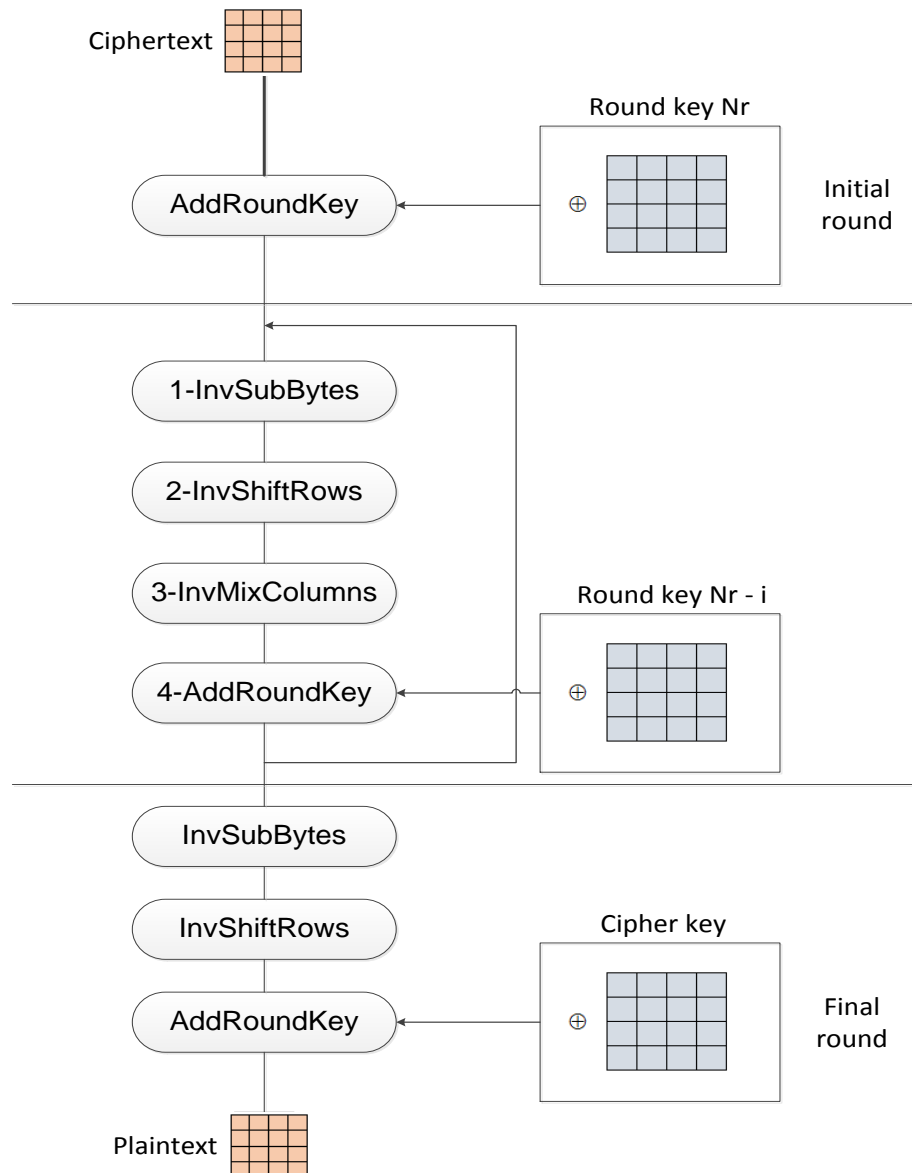 Ciphertext
Round key Nr
AddRoundKey
⊕
Initial
round
1-InvSubBytes
2-InvShiftRows
3-InvMixColumns
Round key Nr - i
4-AddRoundKey
⊕
InvSubBytes
InvShiftRows
Cipher key
AddRoundKey
⊕
Final
round
Plaintext